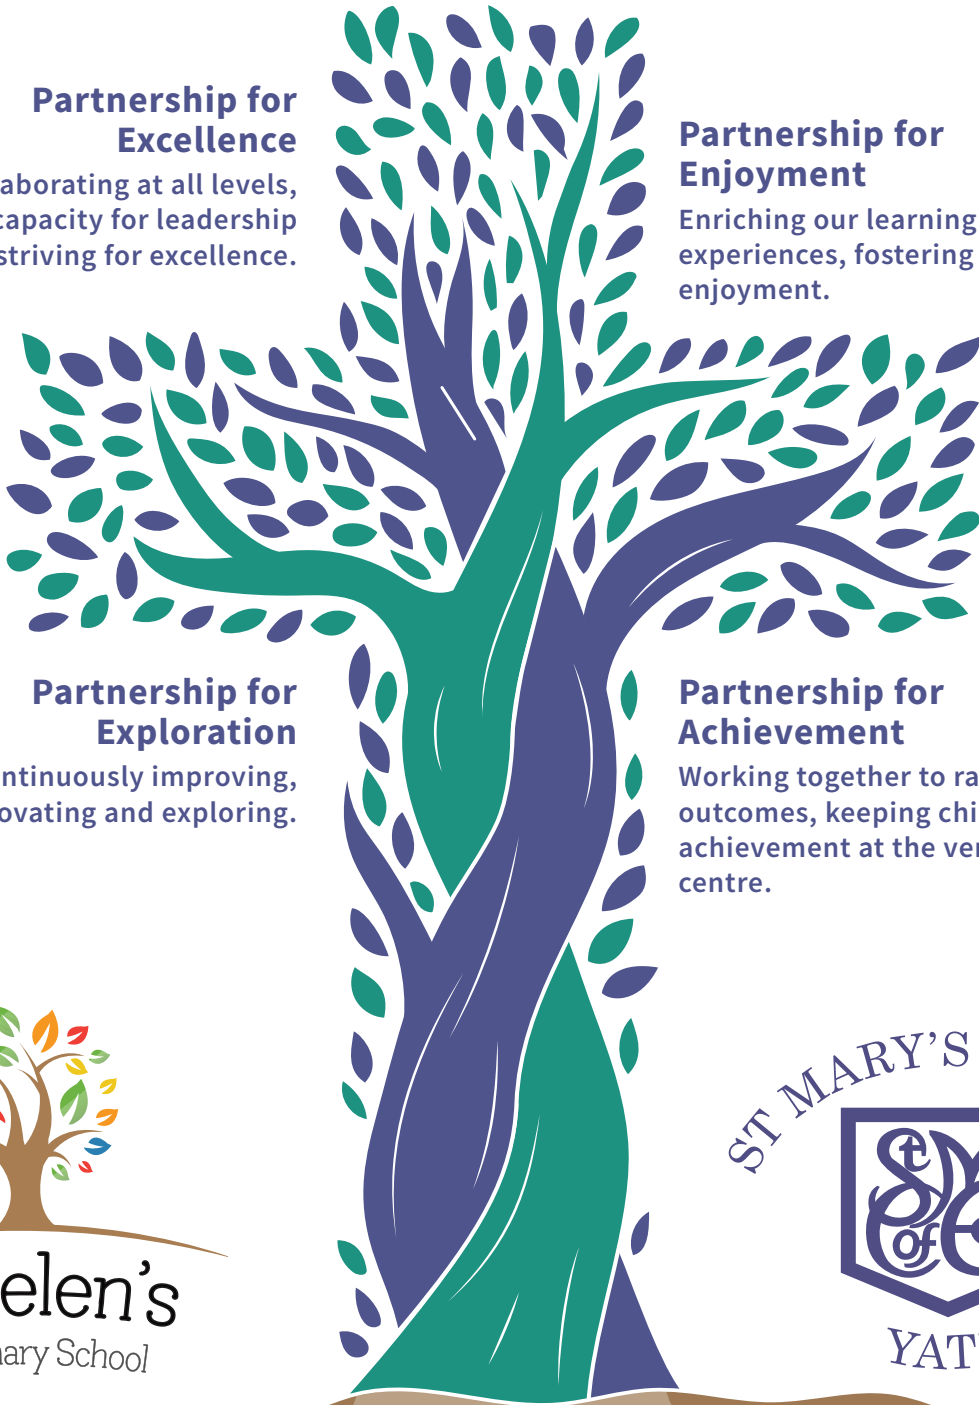 Partnership for
Excellence
aborating at all levels,
capacity for leadership
striving for excellence.
Partnership for
Enjoyment
Enriching our learning
experiences, fostering
enjoyment.
Partnership for
Exploration
ntinuously improving,
ovating and exploring.
Partnership for
Achievement
Working together to ra
outcomes, keeping chi
achievement at the ver
centre.
elen's
ary School
ST MARY'S
St
of
YAT